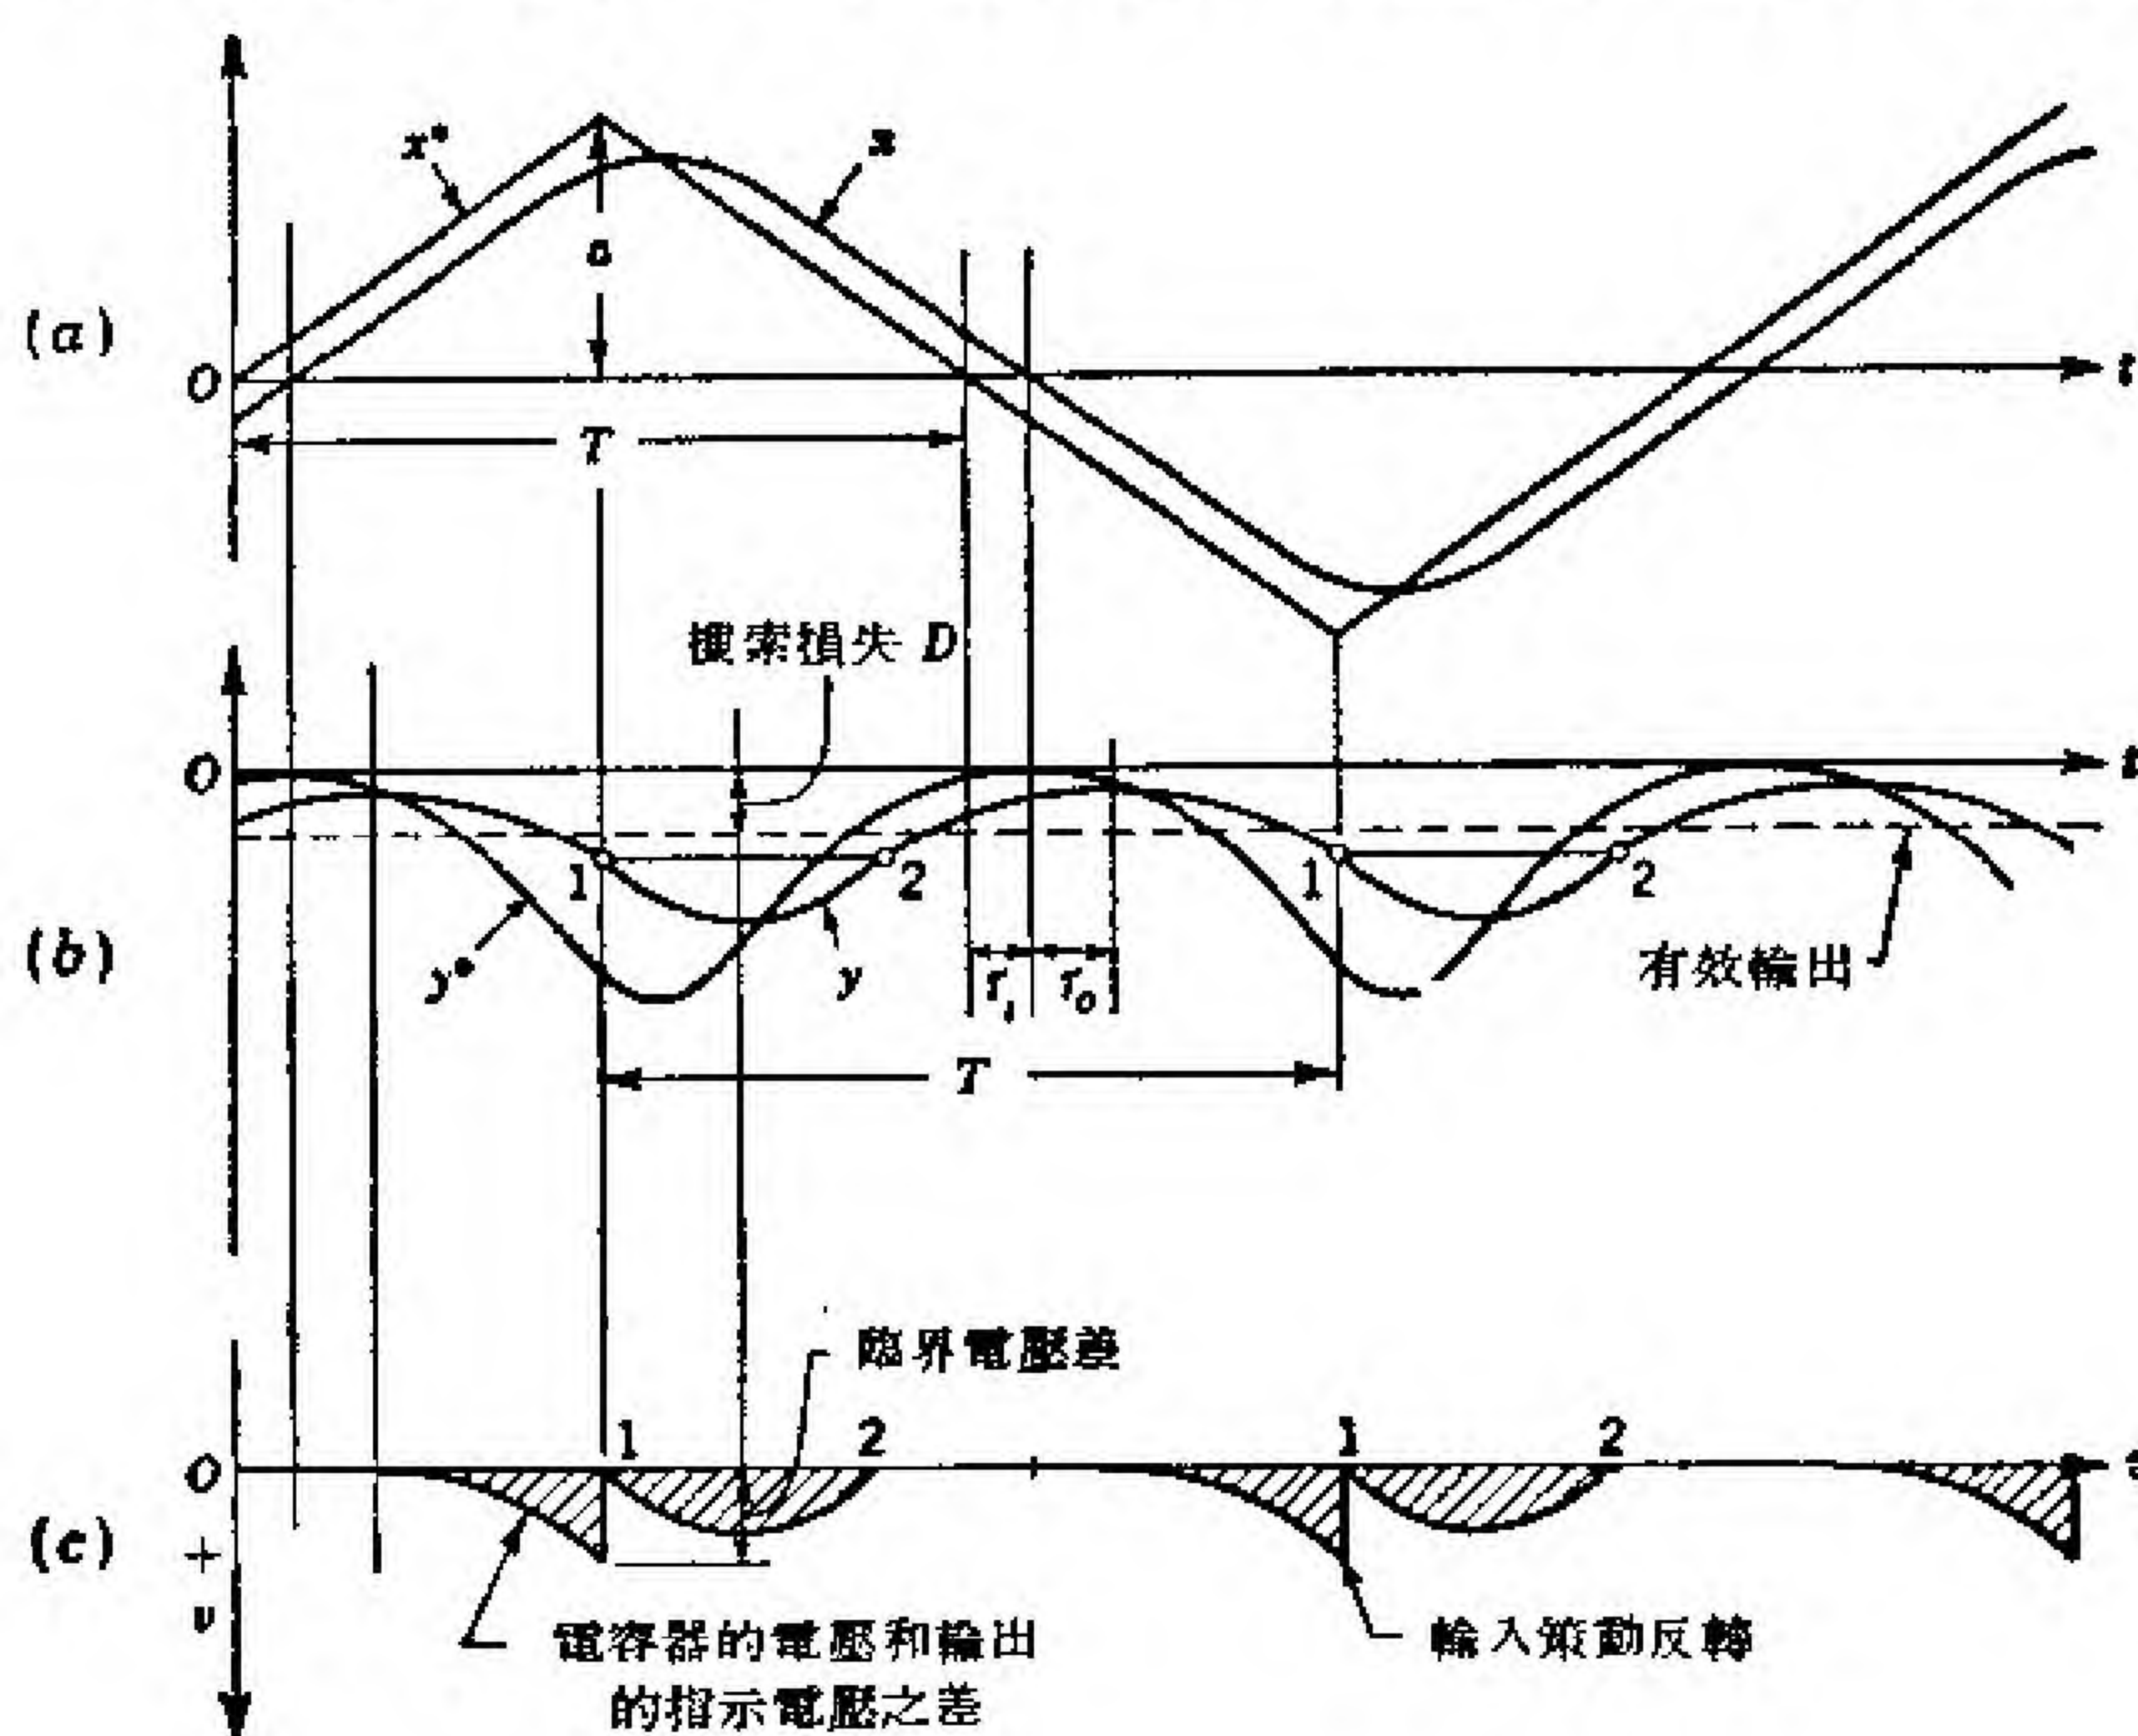 x*
x
a
(a)
O
t
T
搜索損失 D
O
t
1
2
1
2
(b)
y*
y
τi
τo
有效輸出
T
臨界電壓差
1
2
1
2
O
t
(c)
+
v
電容器的電壓和輸出
的指示電壓之差
輸入策動反轉